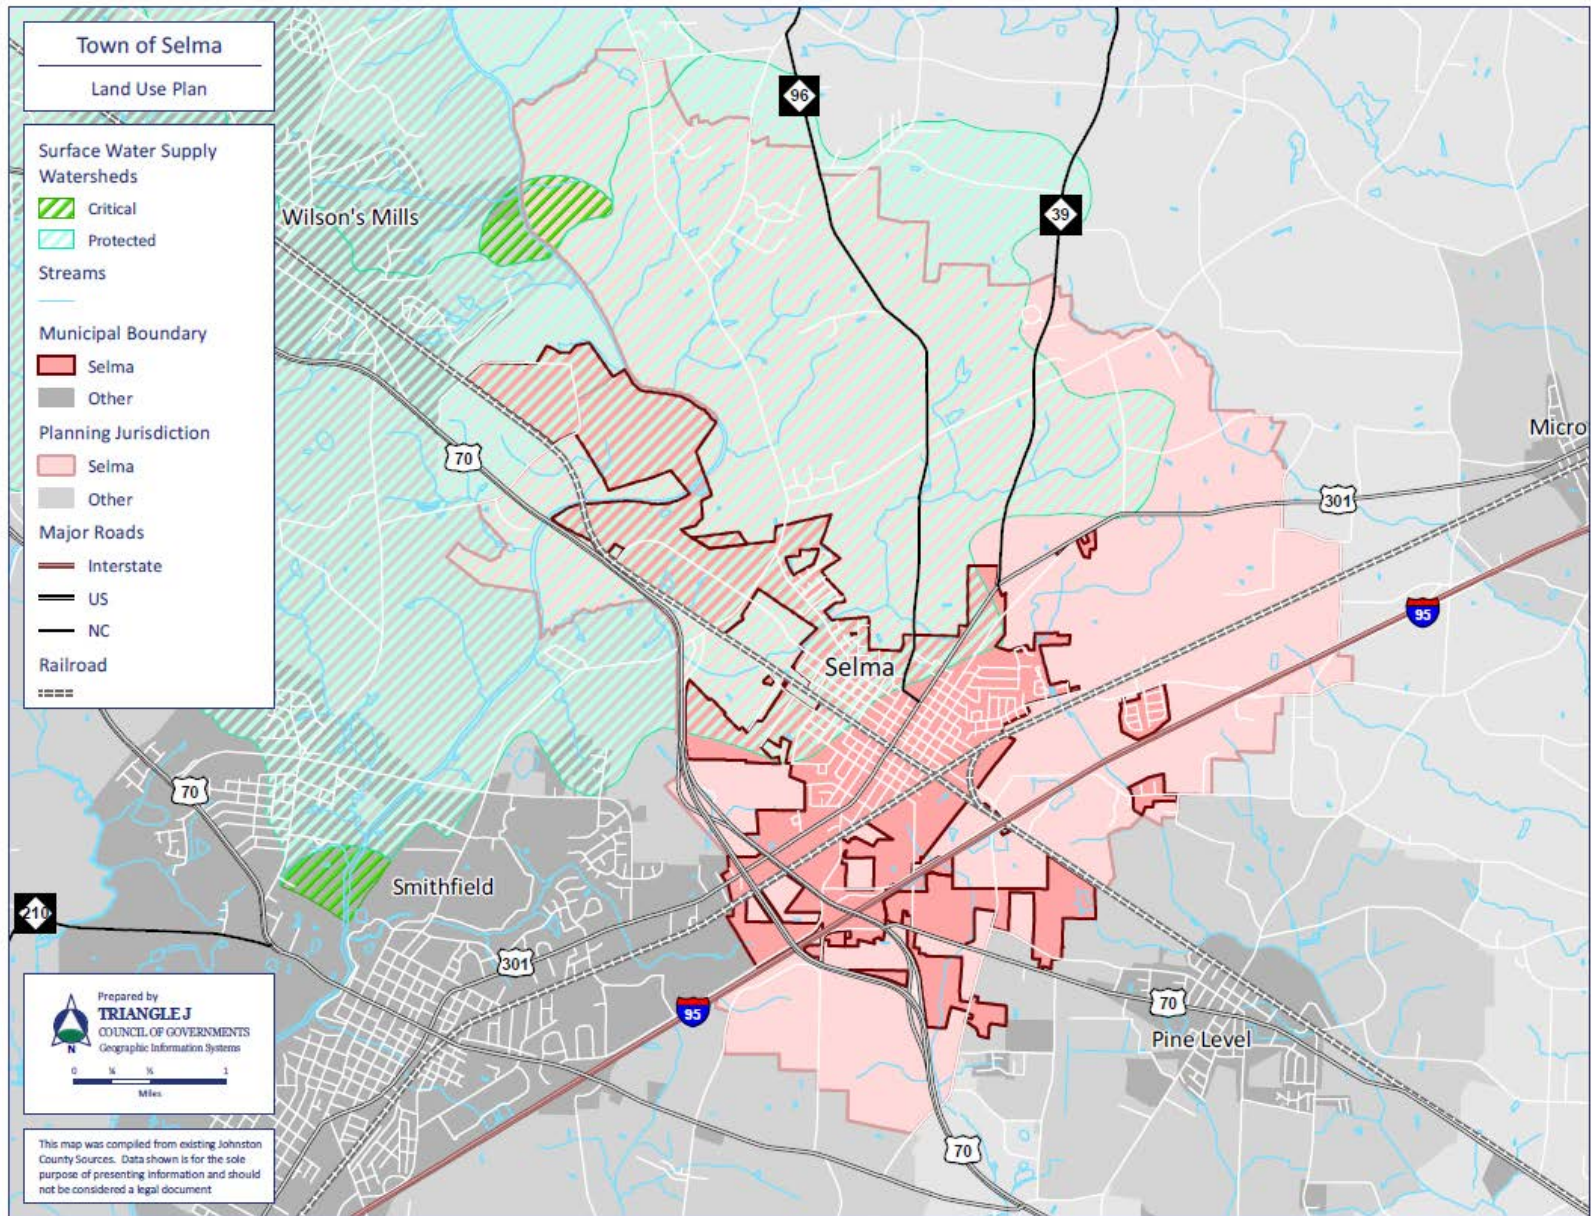 Town of Selma
Land Use Plan
Surface Water Supply
Watersheds
Critical
Protected
Streams
Municipal Boundary
Selma
Other
Planning Jurisdiction
Selma
Other
Major Roads
Interstate
US
NC
Railroad
96
39
Wilson's Mills
70
Micro
301
95
Selma
70
Smithfield
210
301
95
70
Pine Level
70
Prepared by
TRIANGLE J
COUNCIL OF GOVERNMENTS
Geographic Information Systems
N
0 ¼ ½ 1
Miles
This map was compiled from existing Johnston
County Sources. Data shown is for the sole
purpose of presenting information and should
not be considered a legal document